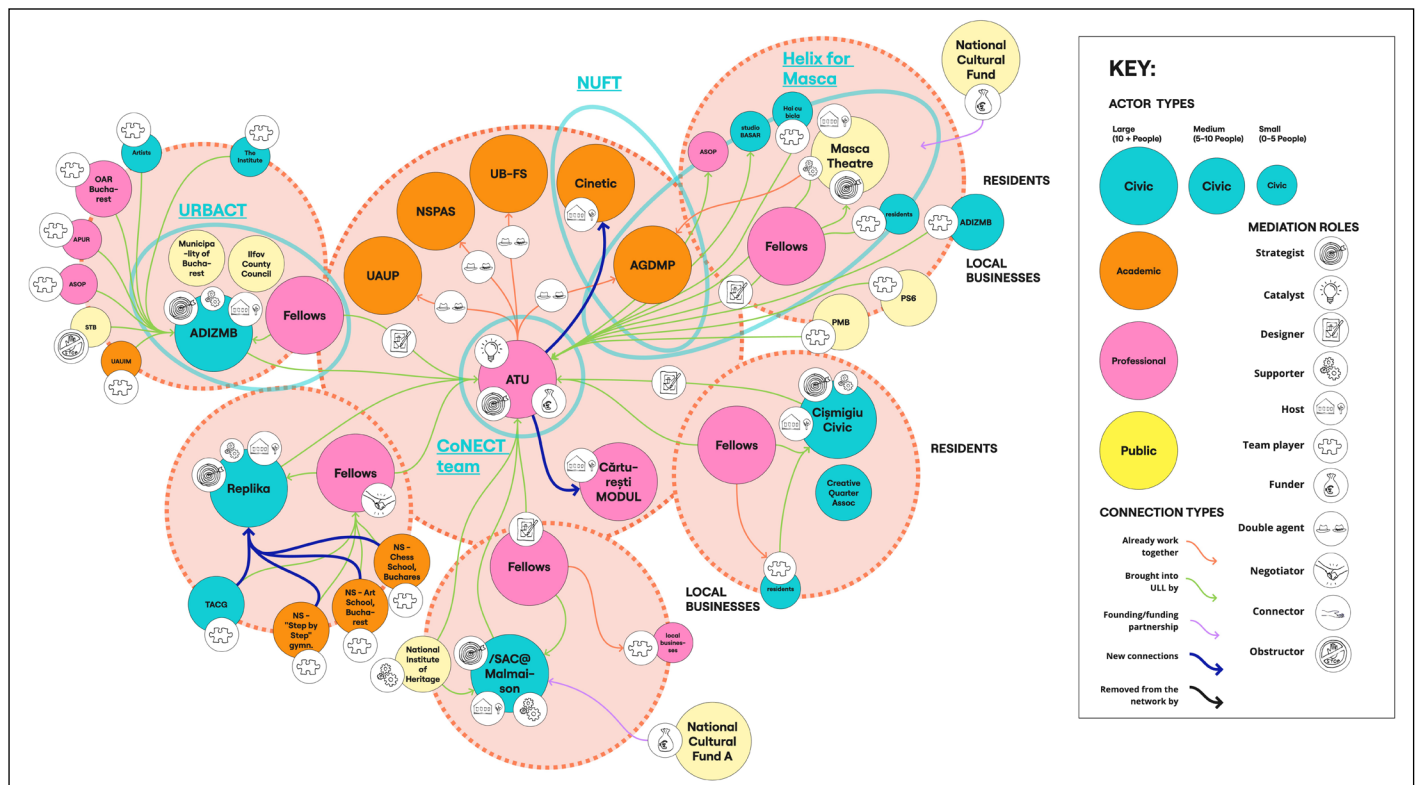 National
Cultural
Fund
Helix for
Masca
NUFT
Hol cu
bicla
studio
BASAR
ASOP
Masca
Theatre
RESIDENTS
residents
ADIZMB
LOCAL
BUSINESSES
Fellows
PS6
PMB
Artists
The
Institute
OAR
Bucha-
rest
APUR
ASOP
STB
UAUIM
URBACT
Municipa
-lity of
Bucha-
rest
Ilfov
County
Council
ADIZMB
Fellows
UB-FS
NSPAS
UAUP
Cinetic
AGDMP
ATU
CoNECT
team
Cărtu-
rești
MODUL
Replika
Fellows
TACG
NS -
"Step by
Step"
gymn.
NS - Art
School,
Bucha-
rest
NS -
Chess
School,
Buchares
Fellows
National
Institute
of
Heritage
/SAC@
Malmai-
son
local
busines-
ses
National
Cultural
Fund A
Fellows
Cișmigiu
Civic
Creative
Quarter
Assoc
residents
RESIDENTS
LOCAL
BUSINESSES
KEY:
ACTOR TYPES
Large
(10 + People)
Medium
(5-10 People)
Small
(0-5 People)
Civic
Civic
Civic
Academic
Professional
Public
MEDIATION ROLES
Strategist
Catalyst
Designer
Supporter
Host
Team player
Funder
Double agent
Negotiator
Connector
Obstructor
CONNECTION TYPES
Already work
together
Brought into
ULL by
Founding/funding
partnership
New connections
Removed from the
network by